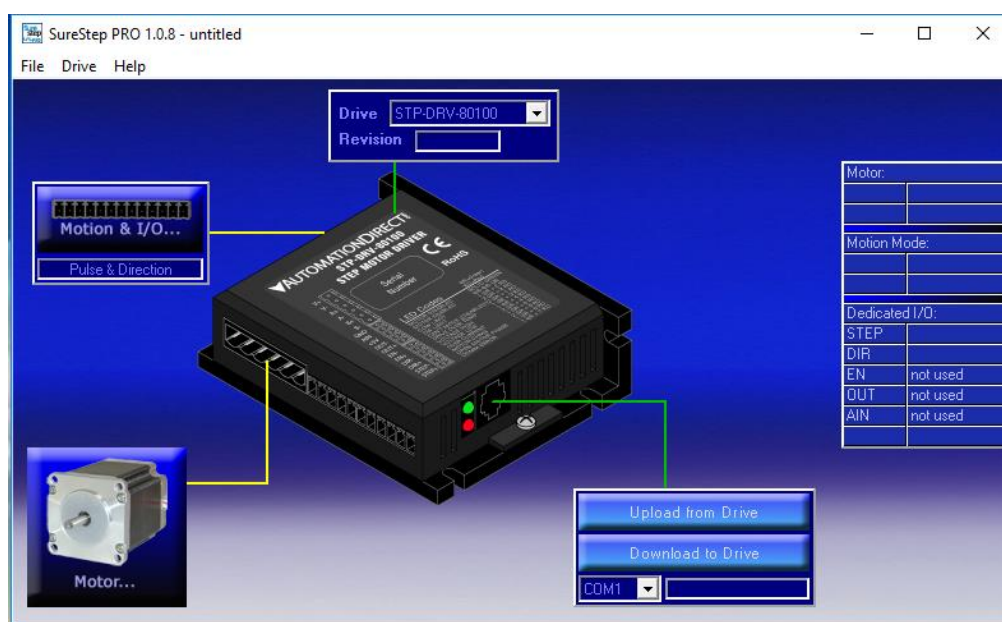 SureStep PRO 1.0.8 - untitled
File Drive Help
Drive STP-DRV-80100
Revision
Motion & I/O...
Pulse & Direction
AUTOMATIONDIRECT
STP-DRV-80100
STEP MOTOR DRIVER
CE
RoHS
Serial
Number
LED Codes
Motor:
Motion Mode:
Dedicated I/O:
STEP
DIR
EN not used
OUT not used
AIN not used
Motor...
Upload from Drive
Download to Drive
COM1